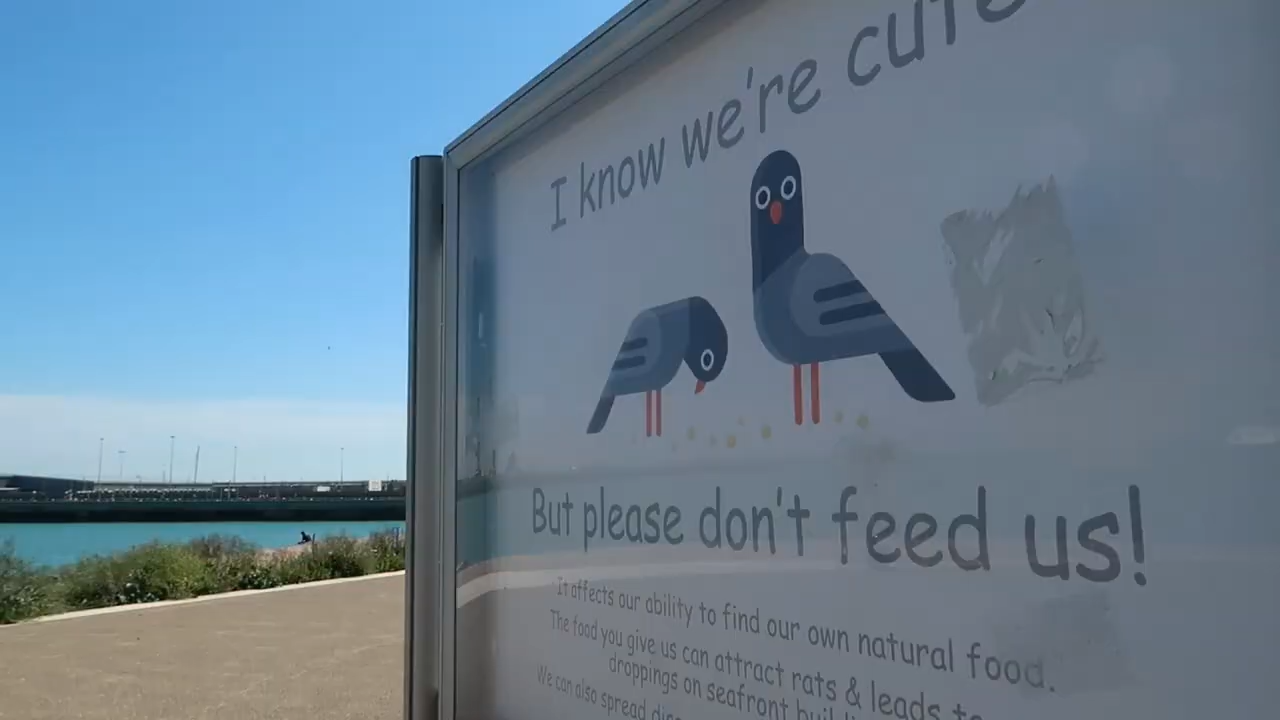 I know we're cute
But please don't feed us!
It affects our ability to find our own natural food.
The food you give us can attract rats & leads to
droppings on seafront
We can also spread